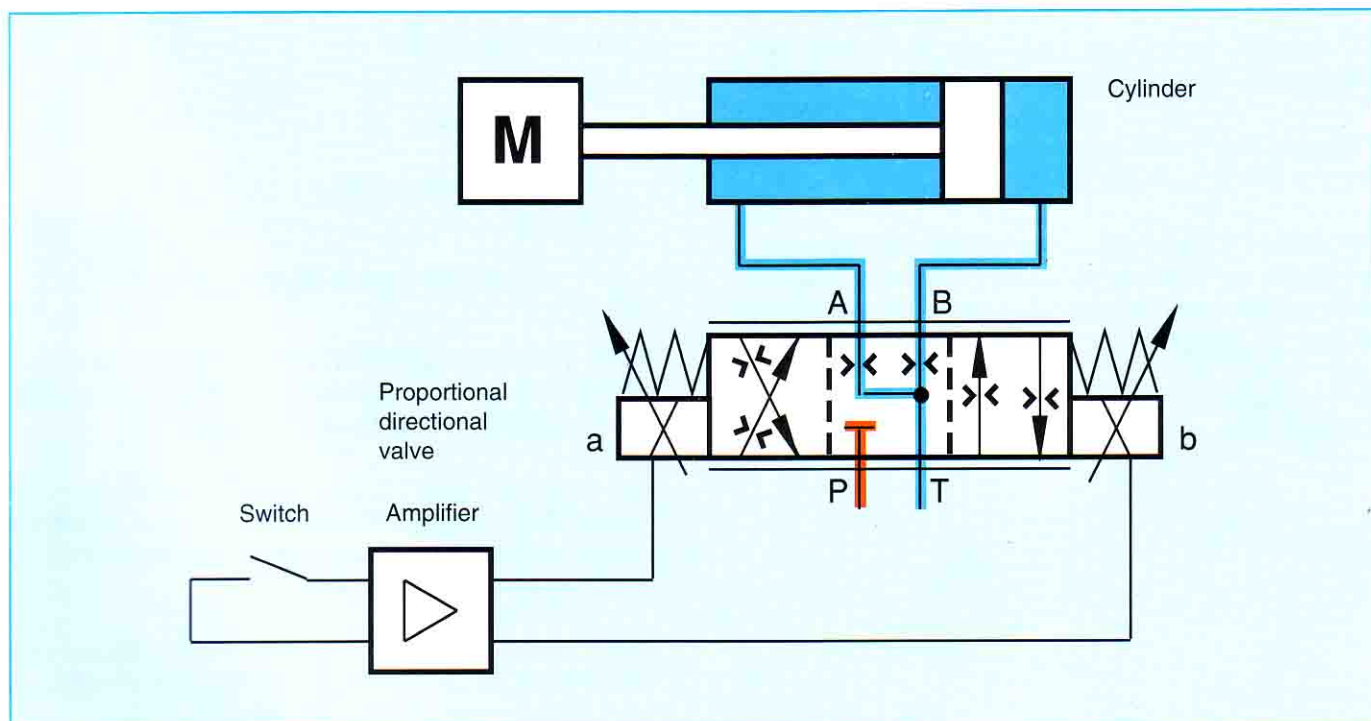 Cylinder
M
A
B
Proportional
directional
valve
a
b
P
T
Switch
Amplifier